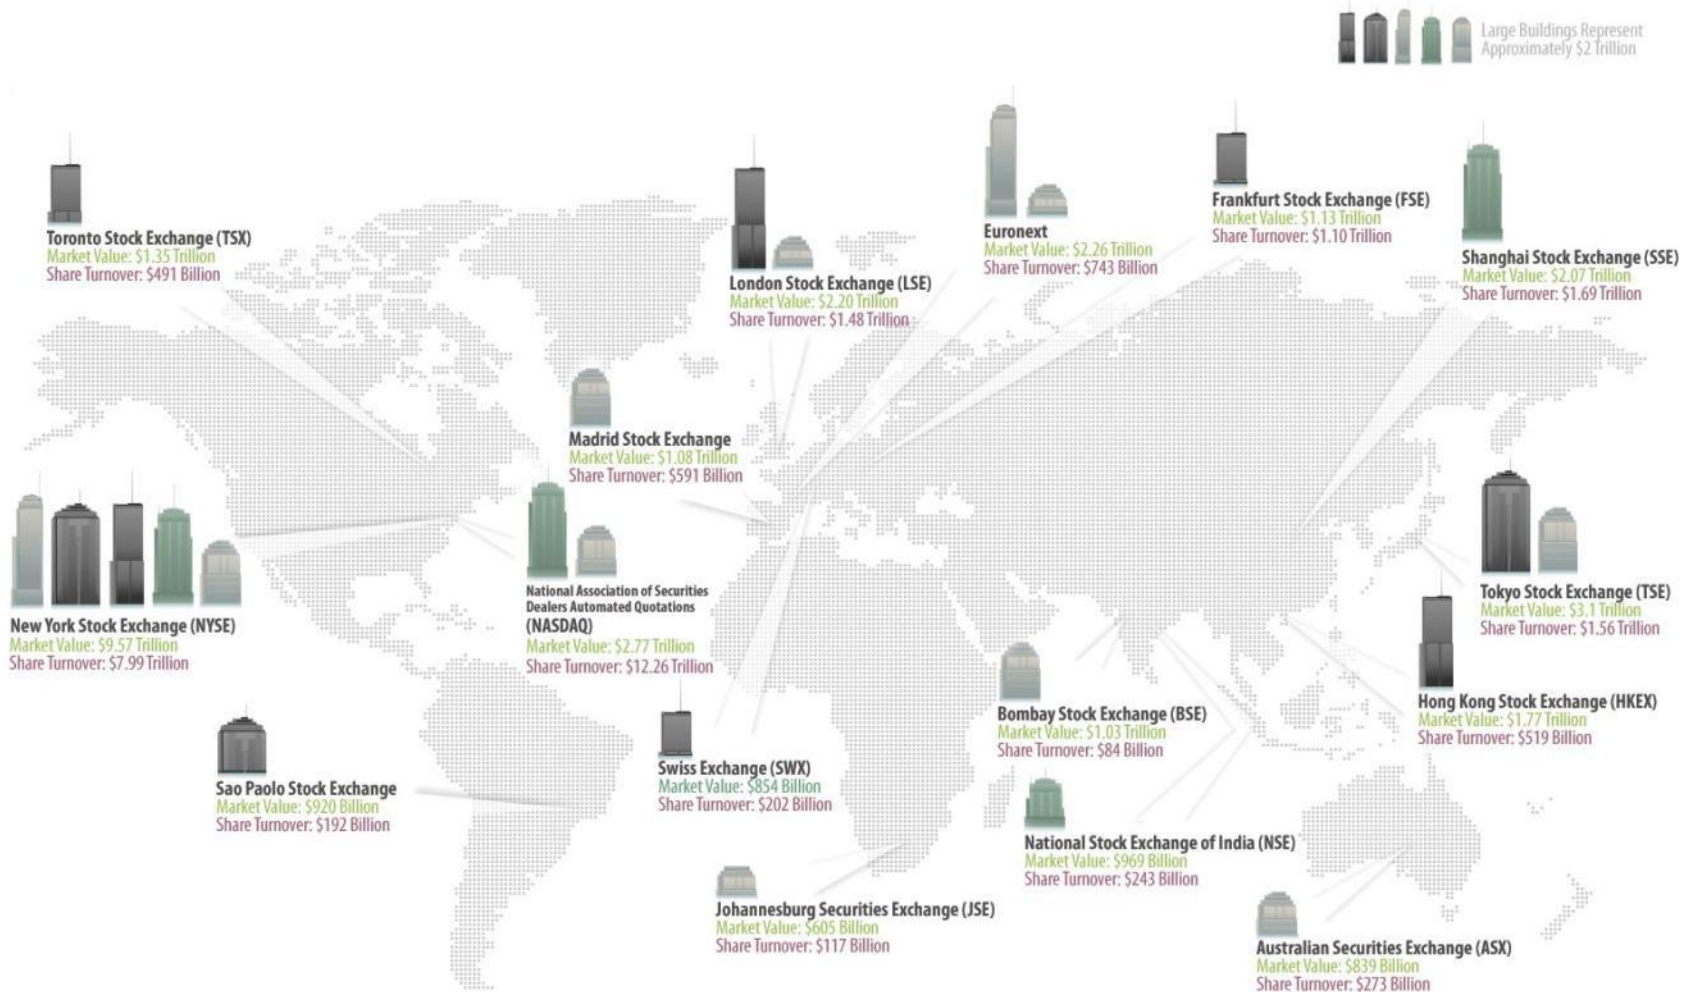 Large Buildings Represent
Approximately $2 Trillion
Toronto Stock Exchange (TSX)
Market Value: $1.35 Trillion
Share Turnover: $491 Billion
London Stock Exchange (LSE)
Market Value: $2.20 Trillion
Share Turnover: $1.48 Trillion
Euronext
Market Value: $2.26 Trillion
Share Turnover: $743 Billion
Frankfurt Stock Exchange (FSE)
Market Value: $1.13 Trillion
Share Turnover: $1.10 Trillion
Shanghai Stock Exchange (SSE)
Market Value: $2.07 Trillion
Share Turnover: $1.69 Trillion
Madrid Stock Exchange
Market Value: $1.08 Trillion
Share Turnover: $591 Billion
New York Stock Exchange (NYSE)
Market Value: $9.57 Trillion
Share Turnover: $7.99 Trillion
National Association of Securities
Dealers Automated Quotations
(NASDAQ)
Market Value: $2.77 Trillion
Share Turnover: $12.26 Trillion
Tokyo Stock Exchange (TSE)
Market Value: $3.1 Trillion
Share Turnover: $1.56 Trillion
Hong Kong Stock Exchange (HKEX)
Market Value: $1.77 Trillion
Share Turnover: $519 Billion
Bombay Stock Exchange (BSE)
Market Value: $1.03 Trillion
Share Turnover: $84 Billion
Sao Paolo Stock Exchange
Market Value: $920 Billion
Share Turnover: $192 Billion
Swiss Exchange (SWX)
Market Value: $854 Billion
Share Turnover: $202 Billion
National Stock Exchange of India (NSE)
Market Value: $969 Billion
Share Turnover: $243 Billion
Johannesburg Securities Exchange (JSE)
Market Value: $605 Billion
Share Turnover: $117 Billion
Australian Securities Exchange (ASX)
Market Value: $839 Billion
Share Turnover: $273 Billion